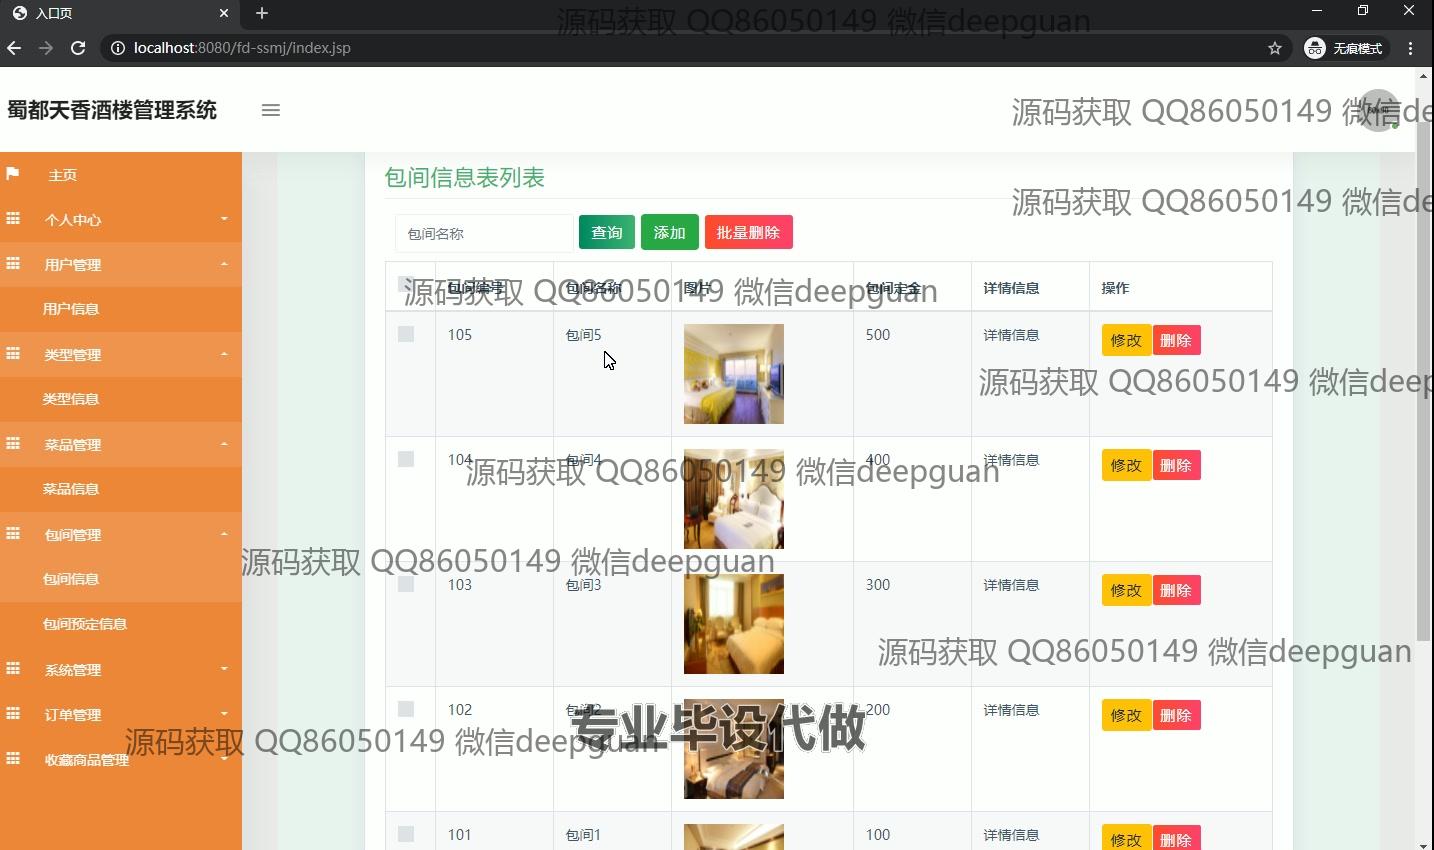 入口页
源码获取 QQ86050149 微信deepguan
localhost:8080/fd-ssmj/index.jsp
无痕模式
蜀都天香酒楼管理系统
源码获取 QQ86050149 微信de
主页
包间信息表列表
个人中心
源码获取 QQ86050149 微信de
包间名称
查询
添加
批量删除
用户管理
包间编号
包间名称
图片
包间定金
详情信息
操作
源码获取 QQ86050149 微信deepguan
用户信息
105
包间5
500
详情信息
修改
删除
类型管理
源码获取 QQ86050149 微信deep
类型信息
菜品管理
104
包间4
400
详情信息
修改
删除
源码获取 QQ86050149 微信deepguan
菜品信息
包间管理
源码获取 QQ86050149 微信deepguan
包间信息
103
包间3
300
详情信息
修改
删除
包间预定信息
源码获取 QQ86050149 微信deepguan
系统管理
订单管理
102
包间2
200
详情信息
修改
删除
专业毕设代做
源码获取 QQ86050149 微信deepguan
收藏商品管理
101
包间1
100
详情信息
修改
删除